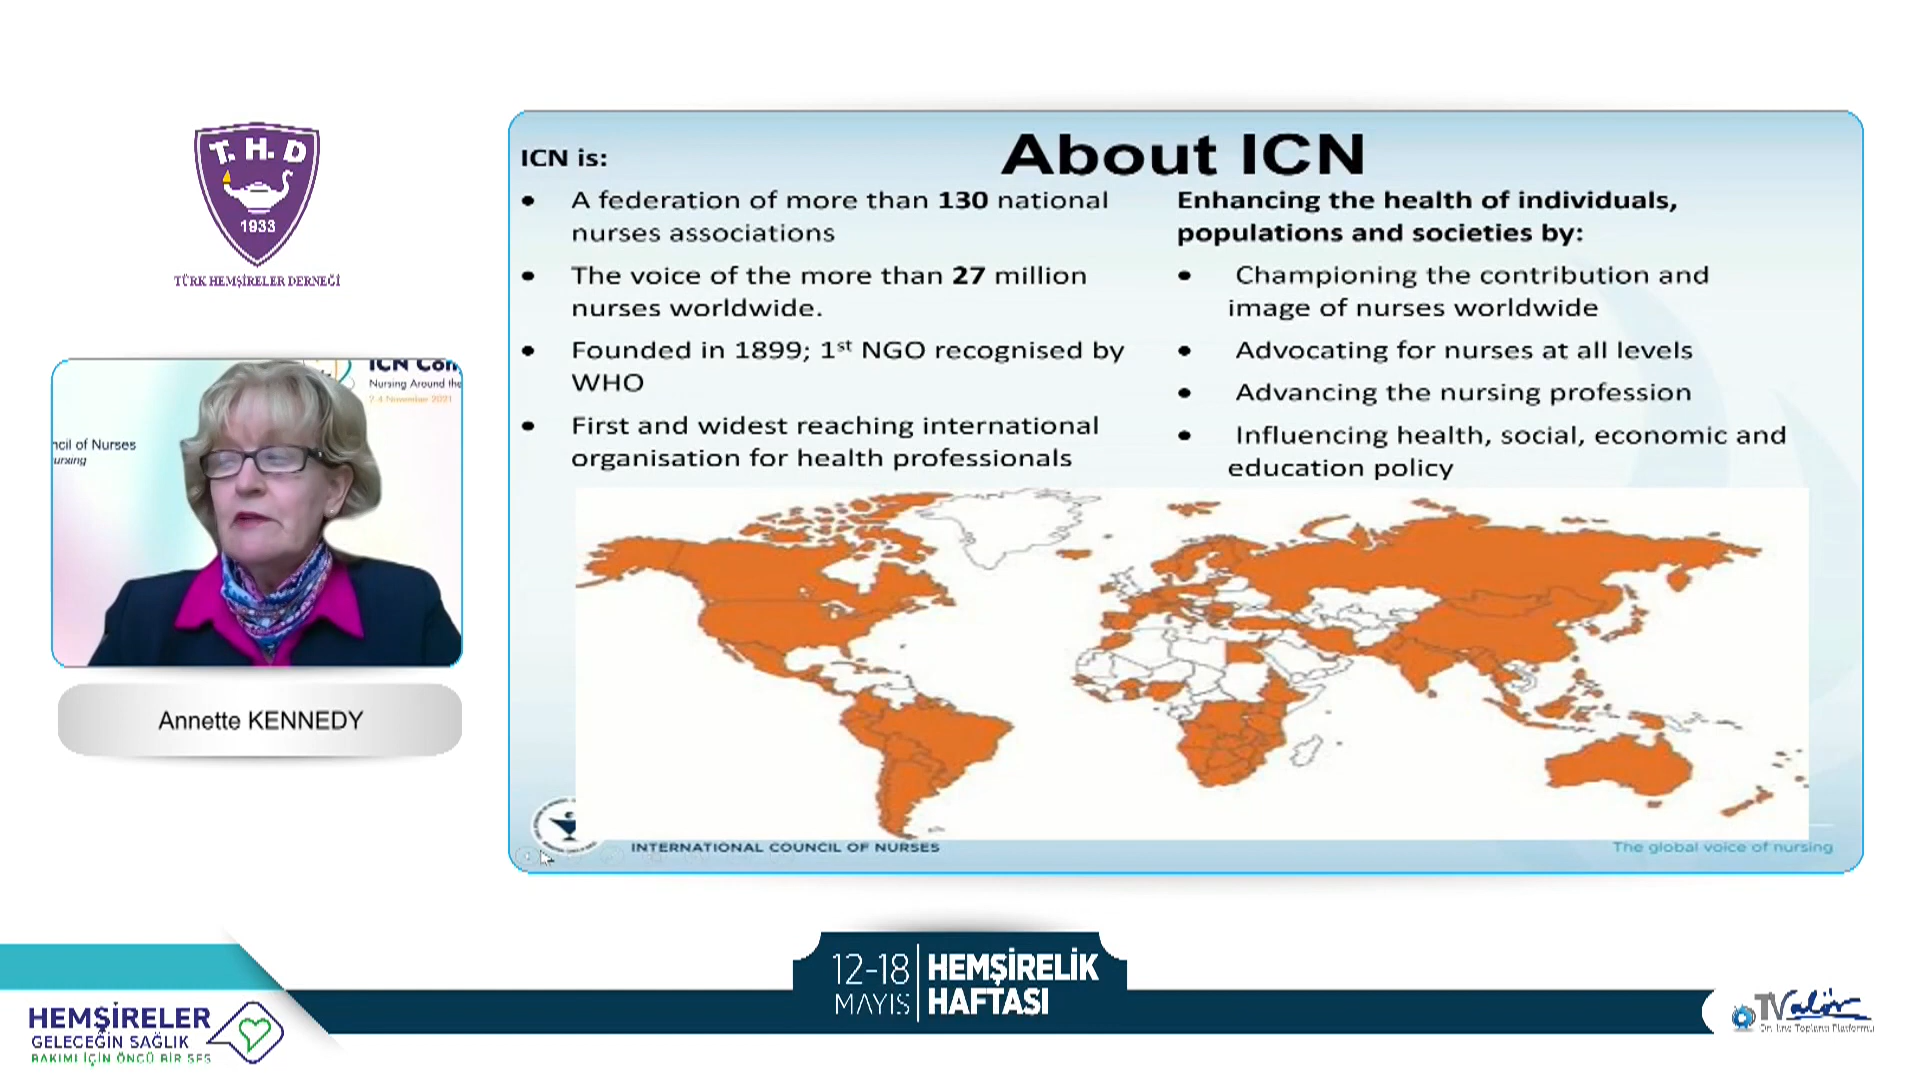 T. H. D
1933
TÜRK HEMŞİRELER DERNEĞİ
ICN Con
Nursing Around the
2-4 November 2021
ncil of Nurses
ursing
Annette KENNEDY
About ICN
ICN is:
• A federation of more than 130 national
nurses associations
• The voice of the more than 27 million
nurses worldwide.
• Founded in 1899; 1st NGO recognised by
WHO
• First and widest reaching international
organisation for health professionals
Enhancing the health of individuals,
populations and societies by:
• Championing the contribution and
image of nurses worldwide
• Advocating for nurses at all levels
• Advancing the nursing profession
• Influencing health, social, economic and
education policy
INTERNATIONAL COUNCIL OF NURSES
The global voice of nursing
12-18
MAYIS
HEMŞİRELİK
HAFTASI
HEMŞİRELER
GELECEĞİN SAĞLIK
BAKIMI İÇİN ÖNCÜ BİR SES
TV
Toplantı Platformu